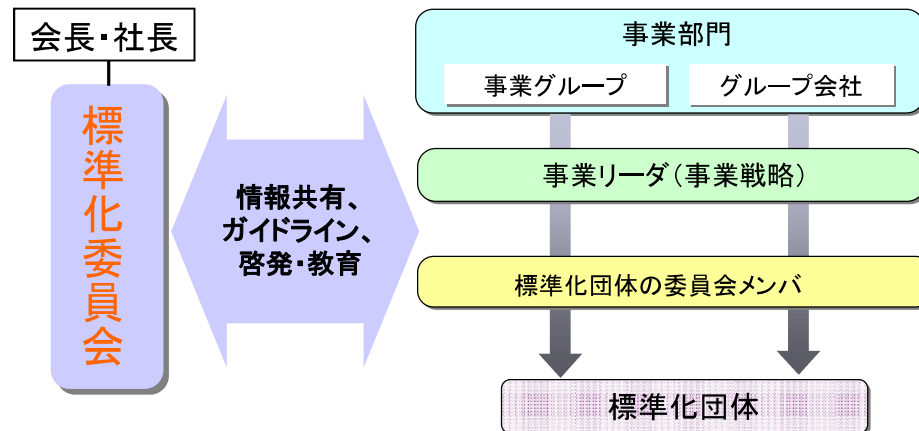 会長・社長
標準化委員会
情報共有、
ガイドライン、
啓発・教育
事業部門
事業グループ
グループ会社
事業リーダ(事業戦略)
標準化団体の委員会メンバ
標準化団体